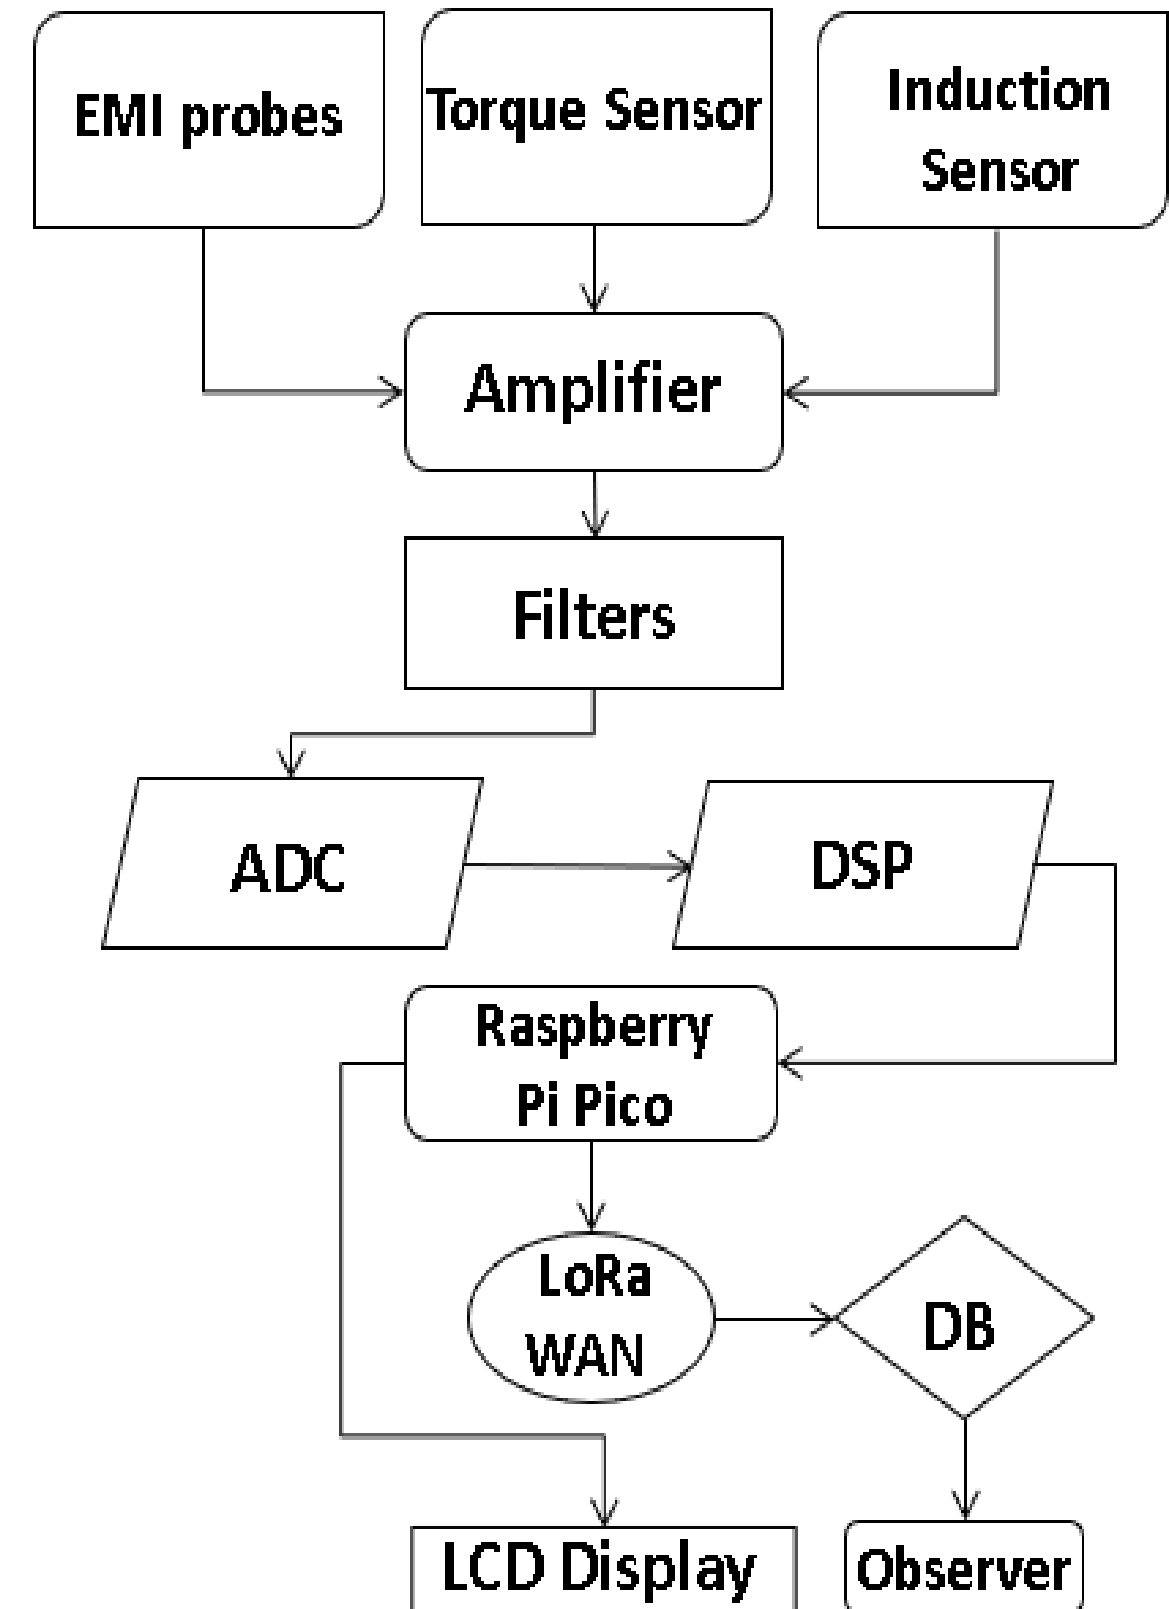 EMI probes
Torque Sensor
Induction
Sensor
Amplifier
Filters
ADC
DSP
Raspberry
Pi Pico
LoRa
WAN
DB
LCD Display
Observer